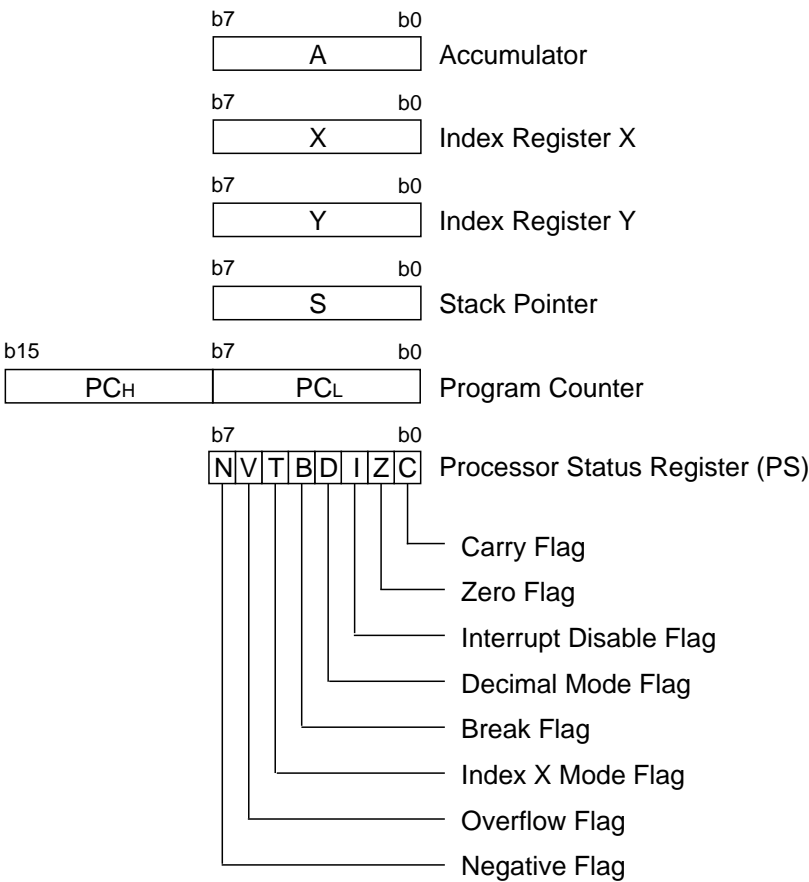 b7 b0
A Accumulator
b7 b0
X Index Register X
b7 b0
Y Index Register Y
b7 b0
S Stack Pointer
b15 b7 b0
PCH PCL Program Counter
b7 b0
N V T B D I Z C Processor Status Register (PS)
Carry Flag
Zero Flag
Interrupt Disable Flag
Decimal Mode Flag
Break Flag
Index X Mode Flag
Overflow Flag
Negative Flag